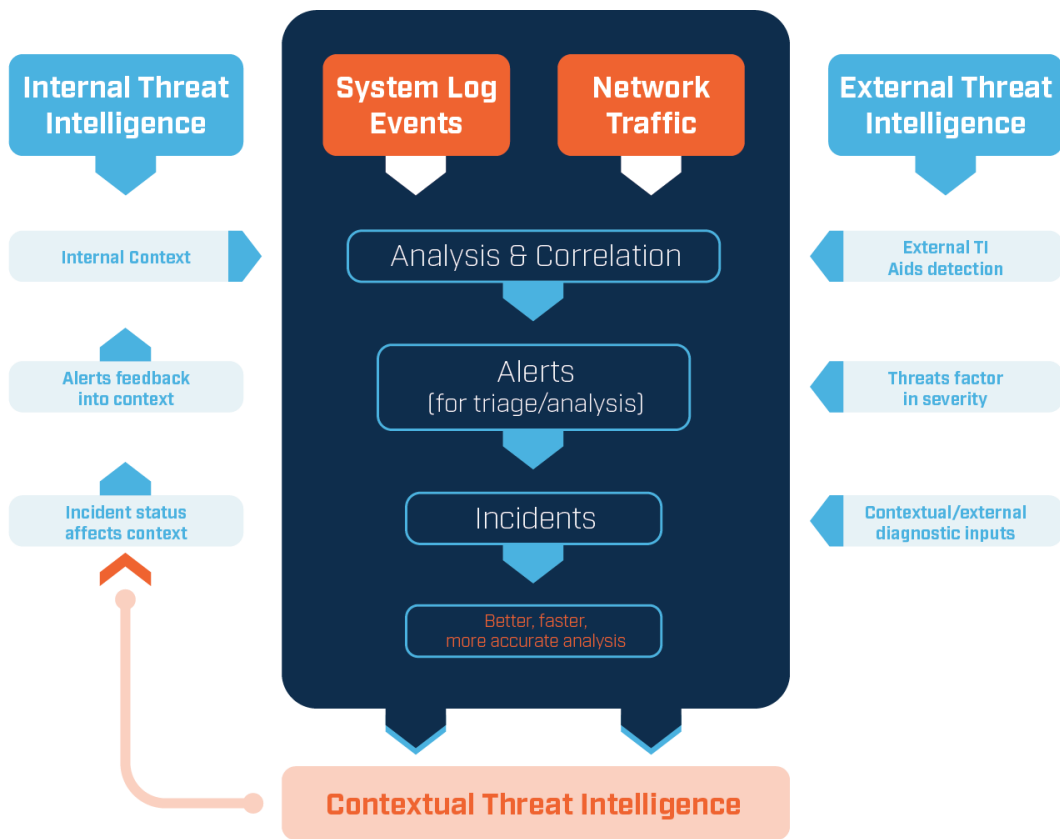 Internal Threat
Intelligence
System Log
Events
Network
Traffic
External Threat
Intelligence
Internal Context
Analysis & Correlation
External TI
Aids detection
Alerts feedback
into context
Alerts
(for triage/analysis)
Threats factor
in severity
Incident status
affects context
Incidents
Contextual/external
diagnostic inputs
Better, faster,
more accurate analysis
Contextual Threat Intelligence